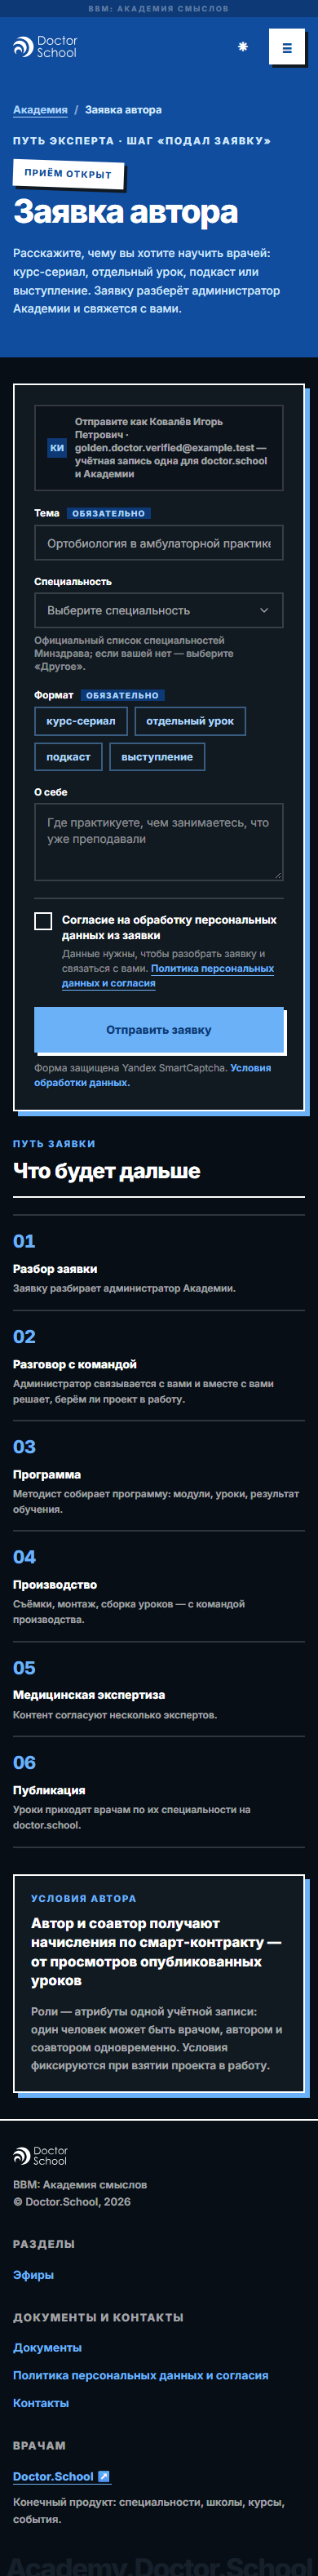 ВВМ: АКАДЕМИЯ СМЫСЛОВ
Doctor
School
Академия / Заявка автора
ПУТЬ ЭКСПЕРТА · ШАГ «ПОДАЛ ЗАЯВКУ»
ПРИЁМ ОТКРЫТ
Заявка автора
Расскажите, чему вы хотите научить врачей:
курс-сериал, отдельный урок, подкаст или
выступление. Заявку разберёт администратор
Академии и свяжется с вами.
КИ
Отправите как Ковалёв Игорь
Петрович ·
golden.doctor.verified@example.test —
учётная запись одна для doctor.school
и Академии
Тема ОБЯЗАТЕЛЬНО
Ортобиология в амбулаторной практике
Специальность
Выберите специальность
Официальный список специальностей
Минздрава; если вашей нет — выберите
«Другое».
Формат ОБЯЗАТЕЛЬНО
курс-сериал отдельный урок
подкаст выступление
О себе
Где практикуете, чем занимаетесь, что
уже преподавали
Согласие на обработку персональных
данных из заявки
Данные нужны, чтобы разобрать заявку и
связаться с вами. Политика персональных
данных и согласия
Отправить заявку
Форма защищена Yandex SmartCaptcha. Условия
обработки данных.
ПУТЬ ЗАЯВКИ
Что будет дальше
01
Разбор заявки
Заявку разбирает администратор Академии.
02
Разговор с командой
Администратор связывается с вами и вместе с вами
решает, берём ли проект в работу.
03
Программа
Методист собирает программу: модули, уроки, результат
обучения.
04
Производство
Съёмки, монтаж, сборка уроков — с командой
производства.
05
Медицинская экспертиза
Контент согласуют несколько экспертов.
06
Публикация
Уроки приходят врачам по их специальности на
doctor.school.
УСЛОВИЯ АВТОРА
Автор и соавтор получают
начисления по смарт-контракту —
от просмотров опубликованных
уроков
Роли — атрибуты одной учётной записи:
один человек может быть врачом, автором и
соавтором одновременно. Условия
фиксируются при взятии проекта в работу.
Doctor
School
ВВМ: Академия смыслов
© Doctor.School, 2026
РАЗДЕЛЫ
Эфиры
ДОКУМЕНТЫ И КОНТАКТЫ
Документы
Политика персональных данных и согласия
Контакты
ВРАЧАМ
Doctor.School ↗
Конечный продукт: специальности, школы, курсы,
события.
Academy.Doctor.School